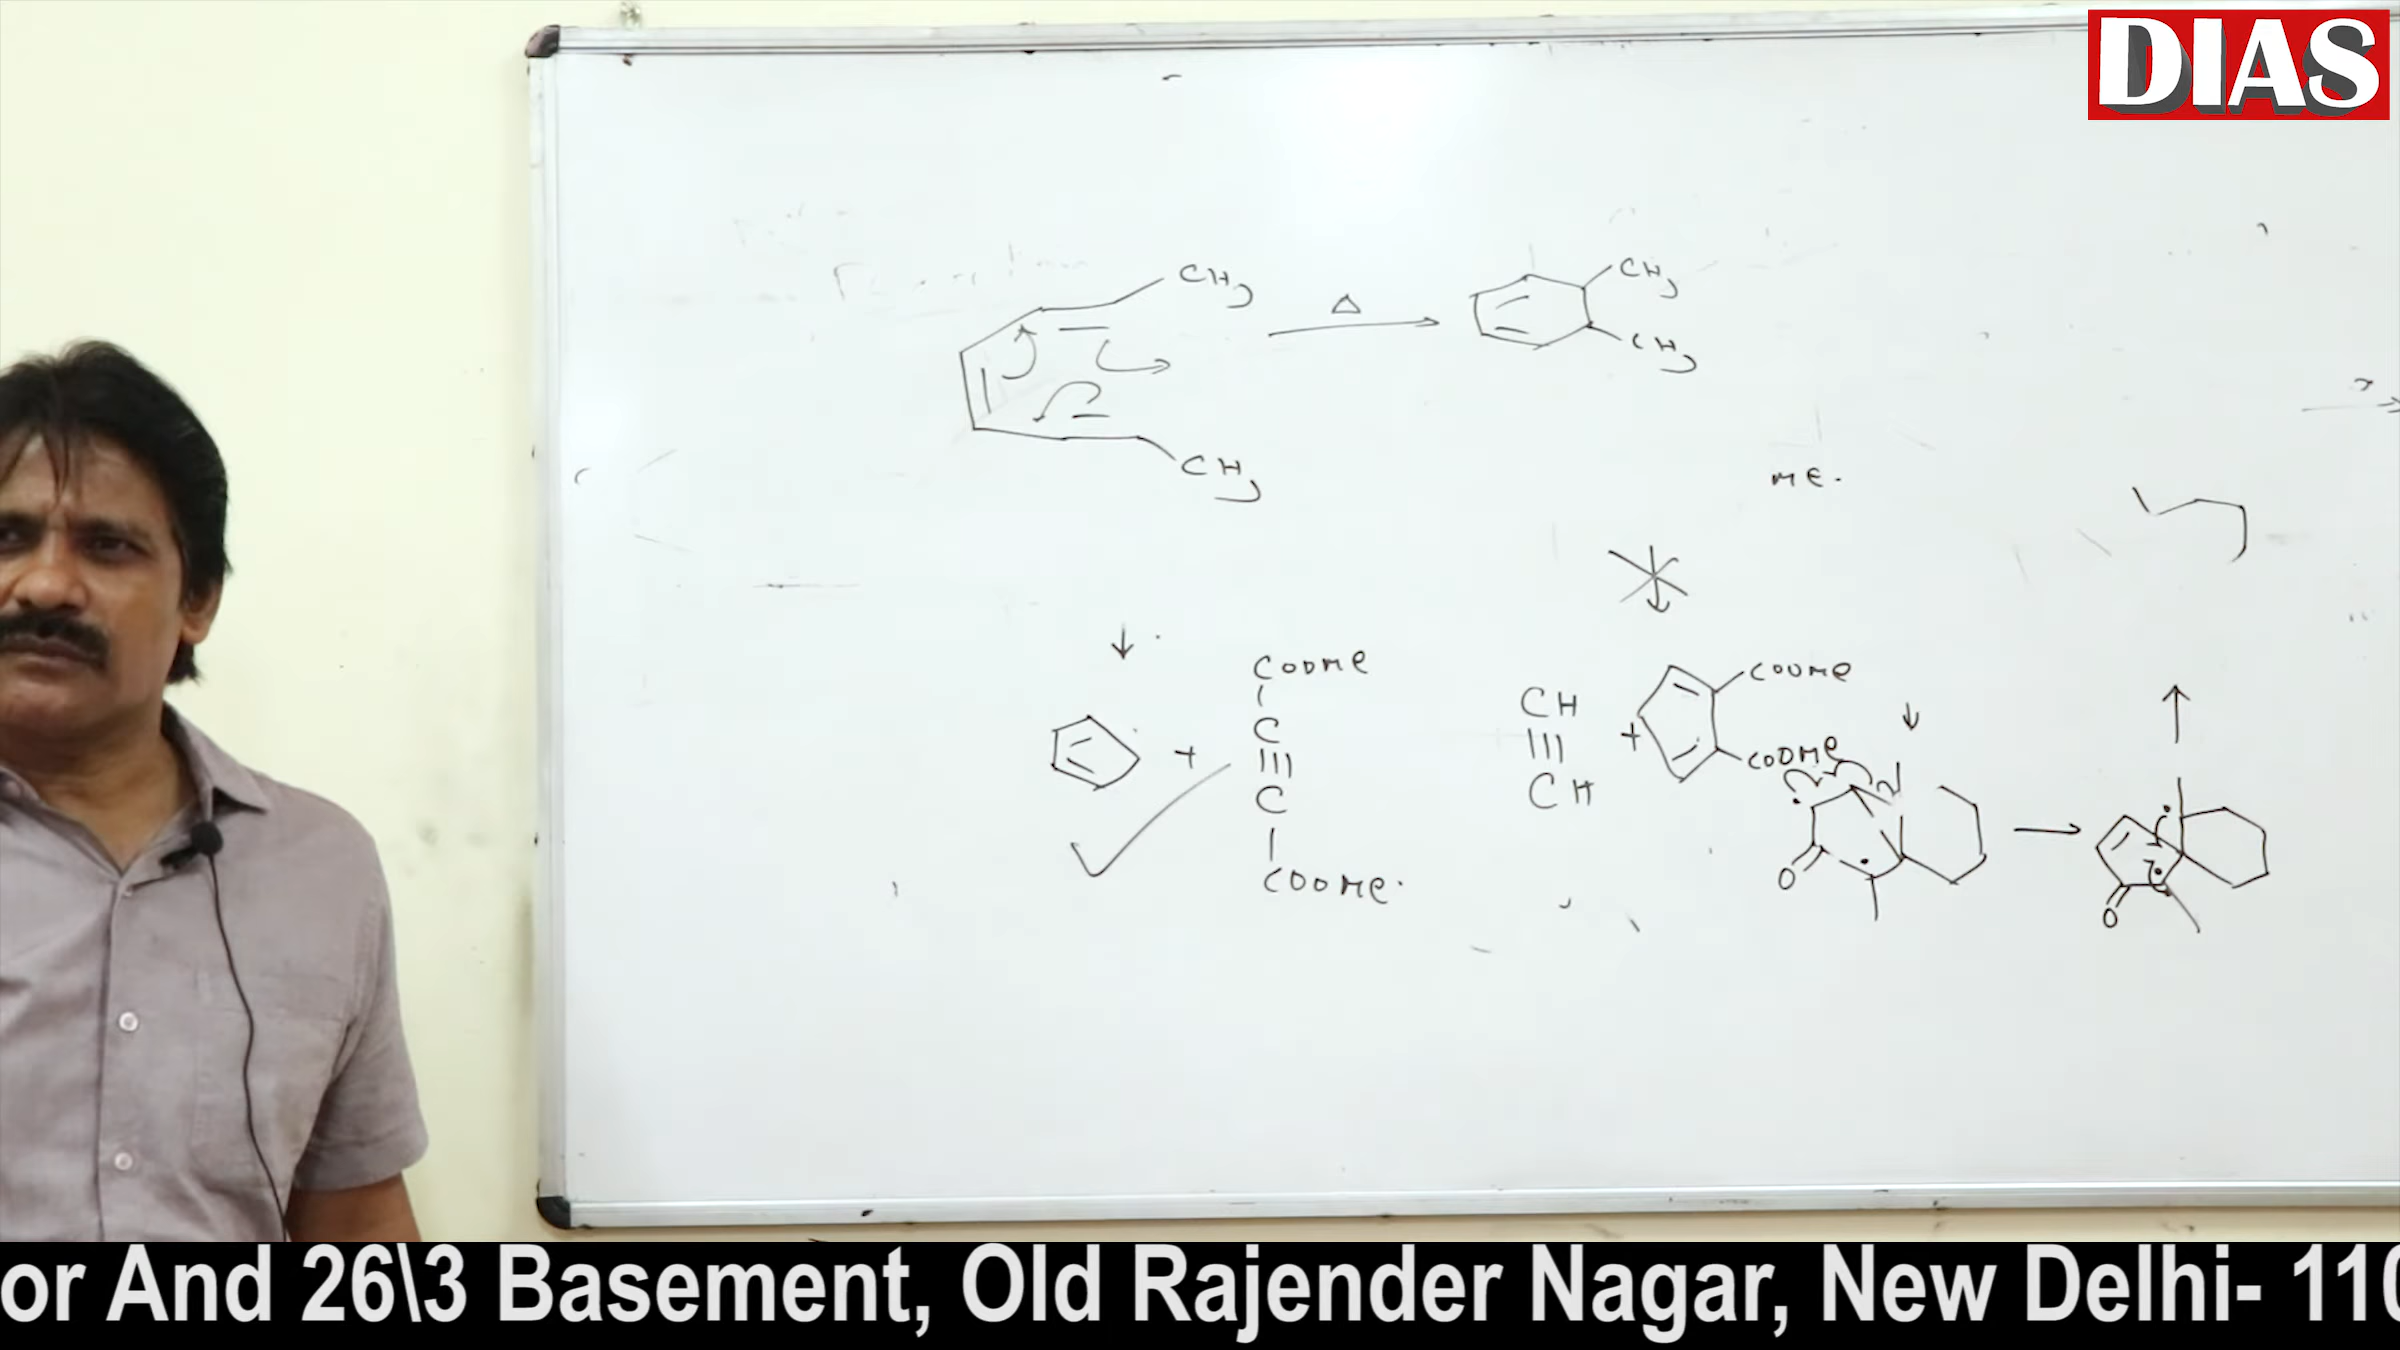 DIAS
CH3
CH3
Δ
CH3
CH3
ME.
COOMe
C
C
COOMe.
+
CH
CH
+
COOMe
COOMe
O
O
or And 26\3 Basement, Old Rajender Nagar, New Delhi- 110